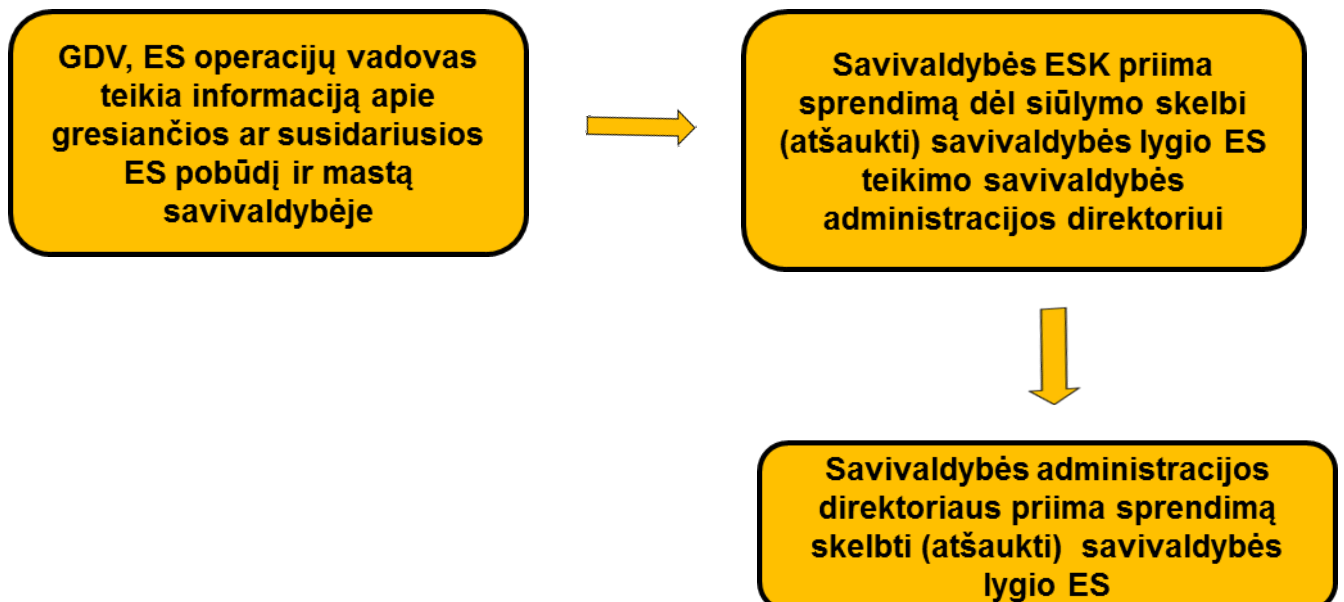 GDV, ES operacijų vadovas
teikia informaciją apie
gresiančios ar susidariusios
ES pobūdį ir mastą
savivaldybėje
Savivaldybės ESK priima
sprendimą dėl siūlymo skelbi
(atšaukti) savivaldybės lygio ES
teikimo savivaldybės
administracijos direktoriui
Savivaldybės administracijos
direktoriaus priima sprendimą
skelbti (atšaukti) savivaldybės
lygio ES